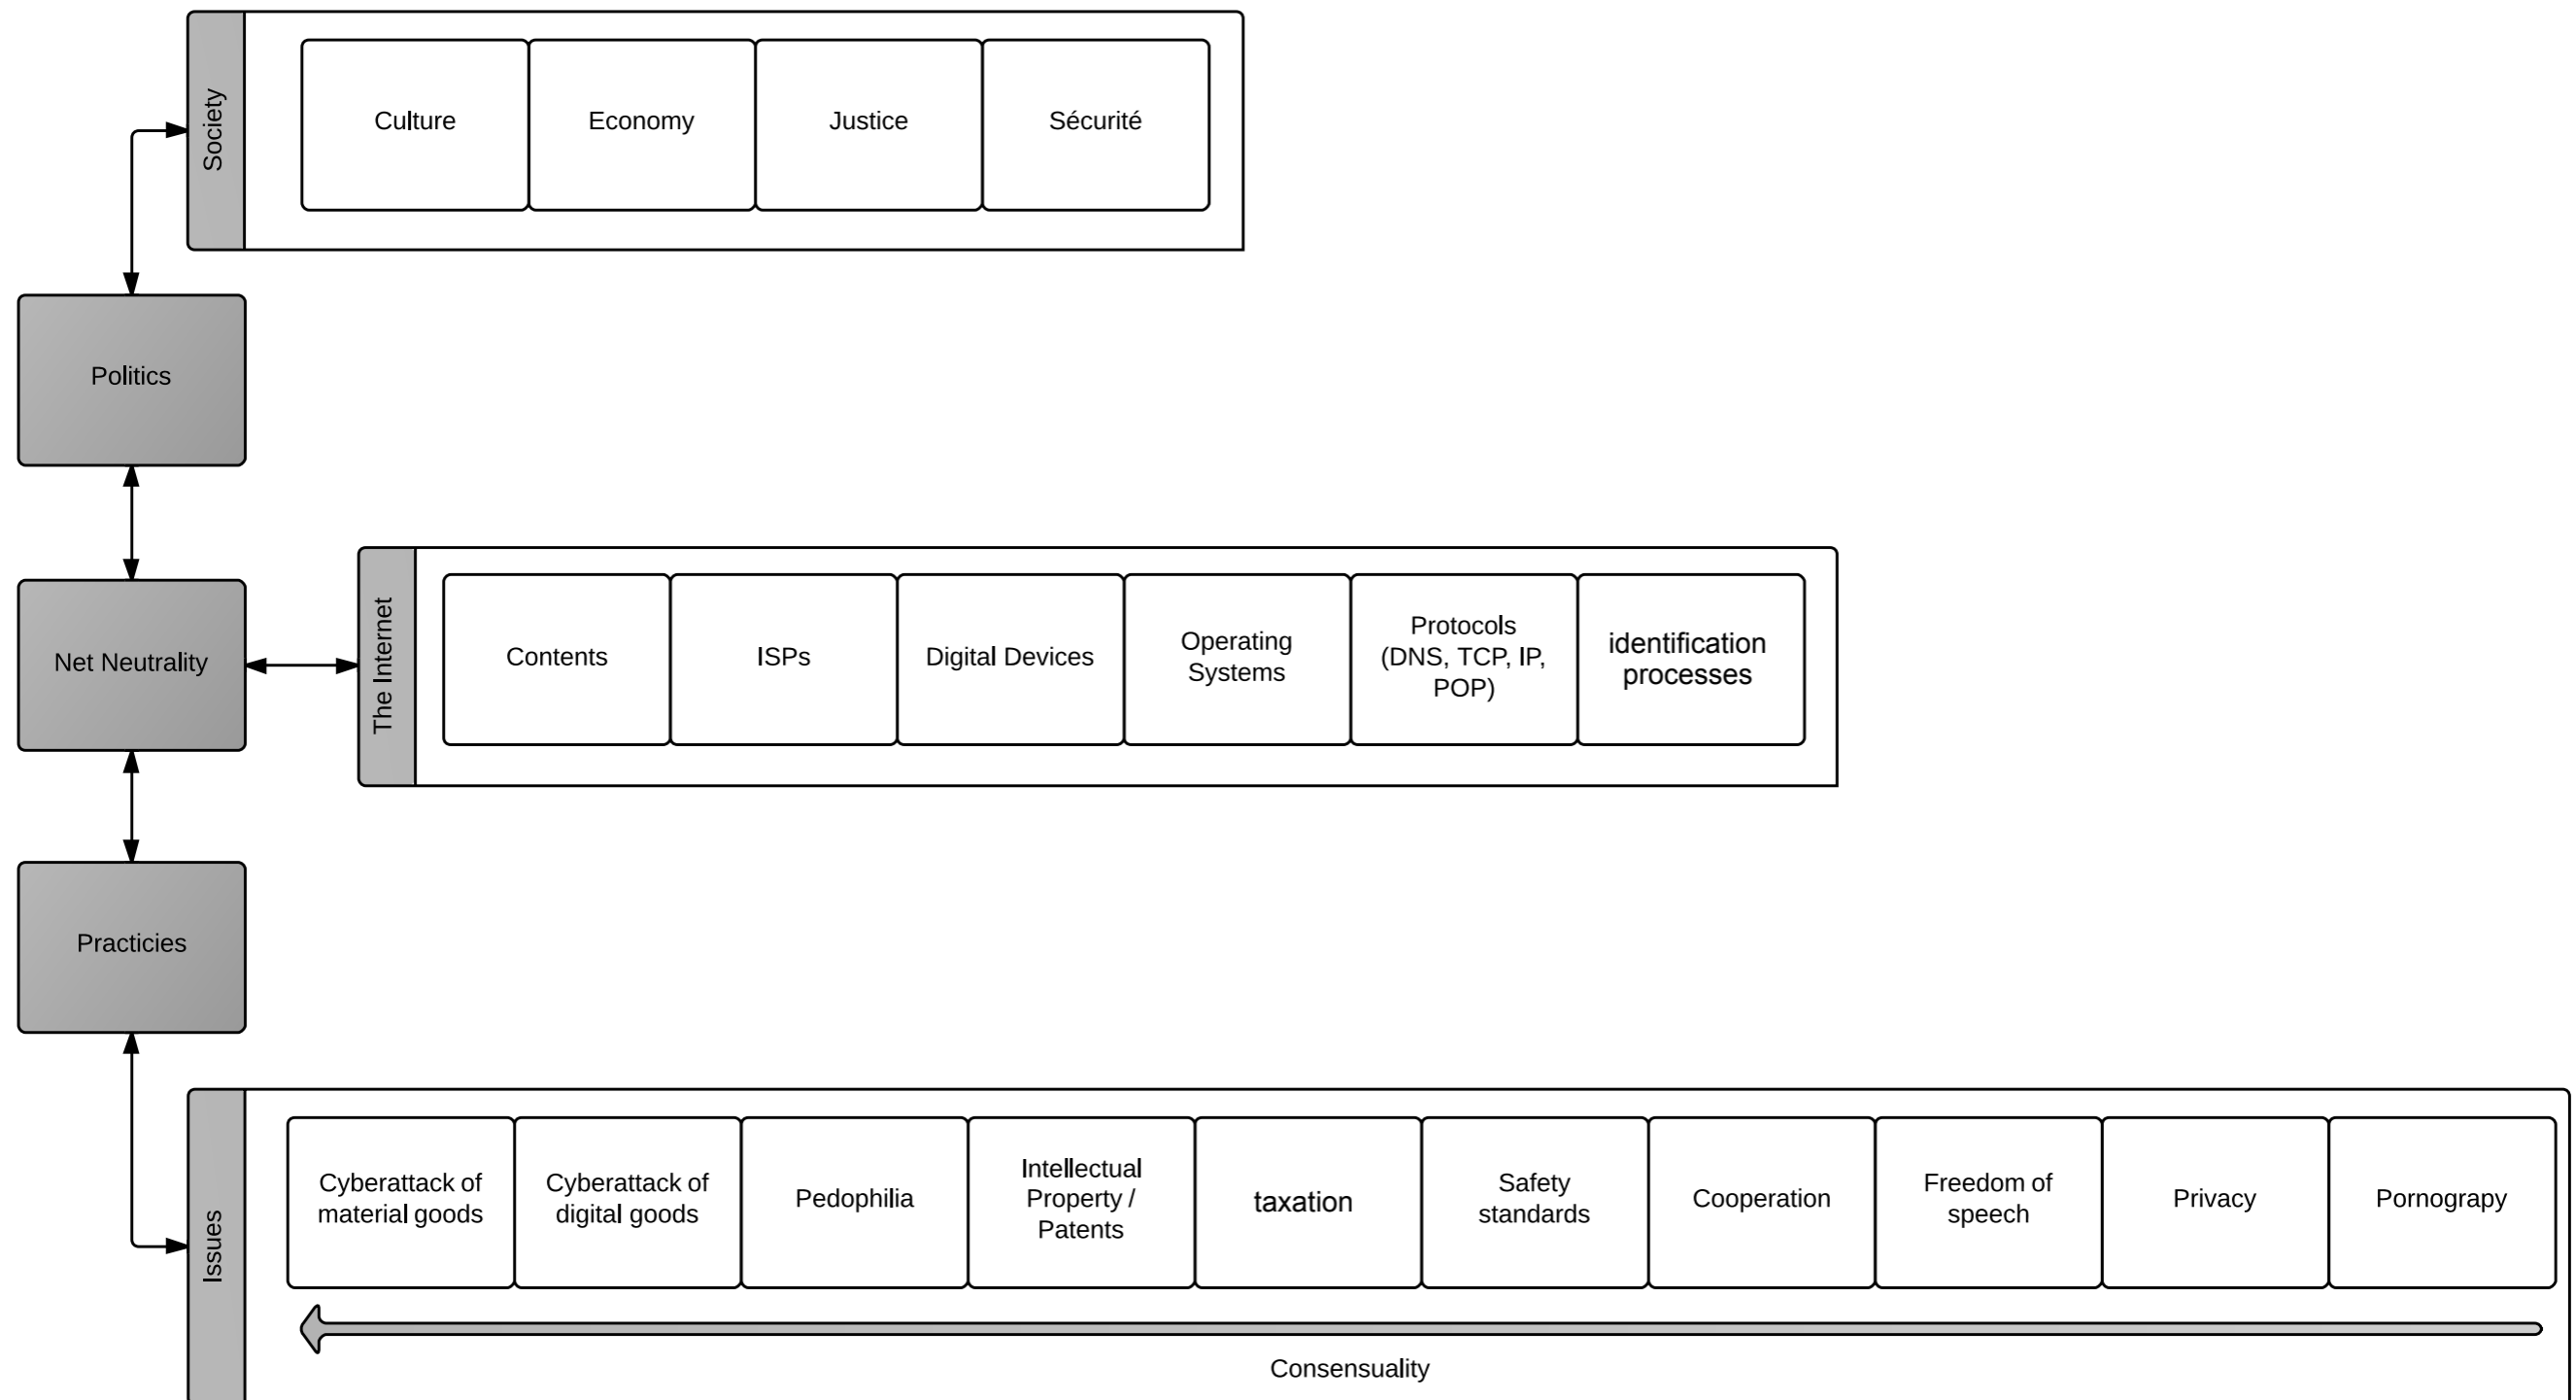 Society
Culture
Economy
Justice
Sécurité
Politics
Net Neutrality
The Internet
Contents
ISPs
Digital Devices
Operating
Systems
Protocols
(DNS, TCP, IP,
POP)
identification
processes
Practicies
Issues
Cyberattack of
material goods
Cyberattack of
digital goods
Pedophilia
Intellectual
Property /
Patents
taxation
Safety
standards
Cooperation
Freedom of
speech
Privacy
Pornograpy
Consensuality